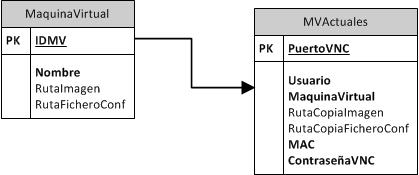 MaquinaVirtual
PK IDMV
Nombre
RutaImagen
RutaFicheroConf
MVActuales
PK PuertoVNC
Usuario
MaquinaVirtual
RutaCopiaImagen
RutaCopiaFicheroConf
MAC
ContraseñaVNC